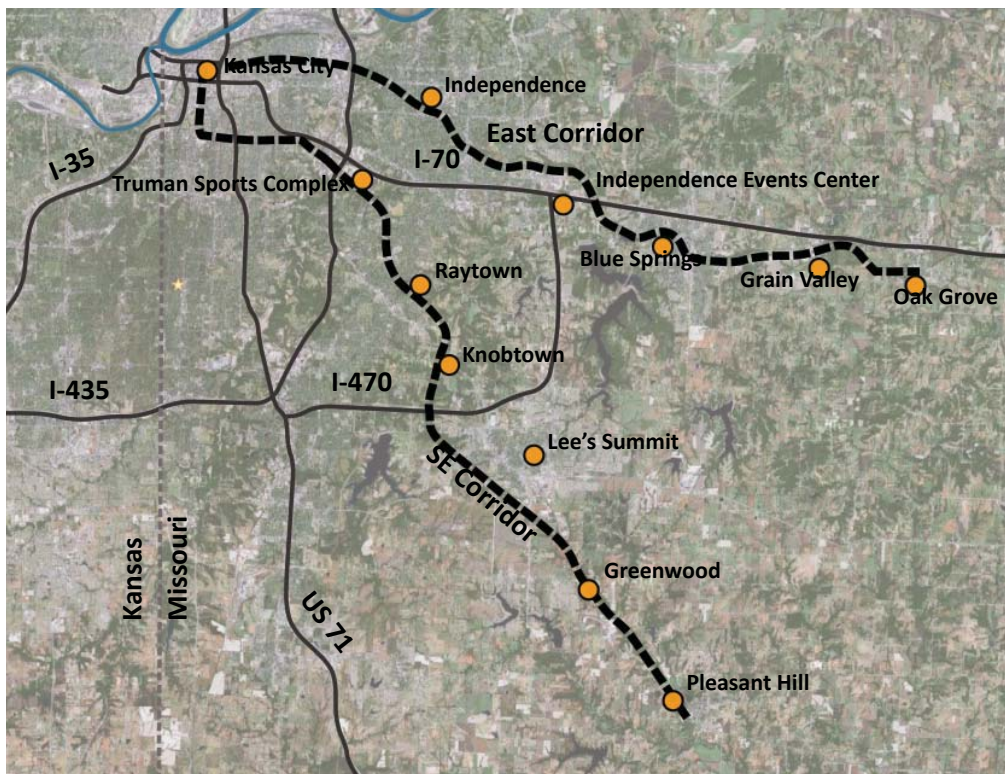 Kansas City
Independence
East Corridor
I-70
I-35
Truman Sports Complex
Independence Events Center
Blue Springs
Grain Valley
Oak Grove
Raytown
Knobtown
I-470
I-435
Lee's Summit
SE Corridor
Greenwood
Kansas
Missouri
US 71
Pleasant Hill